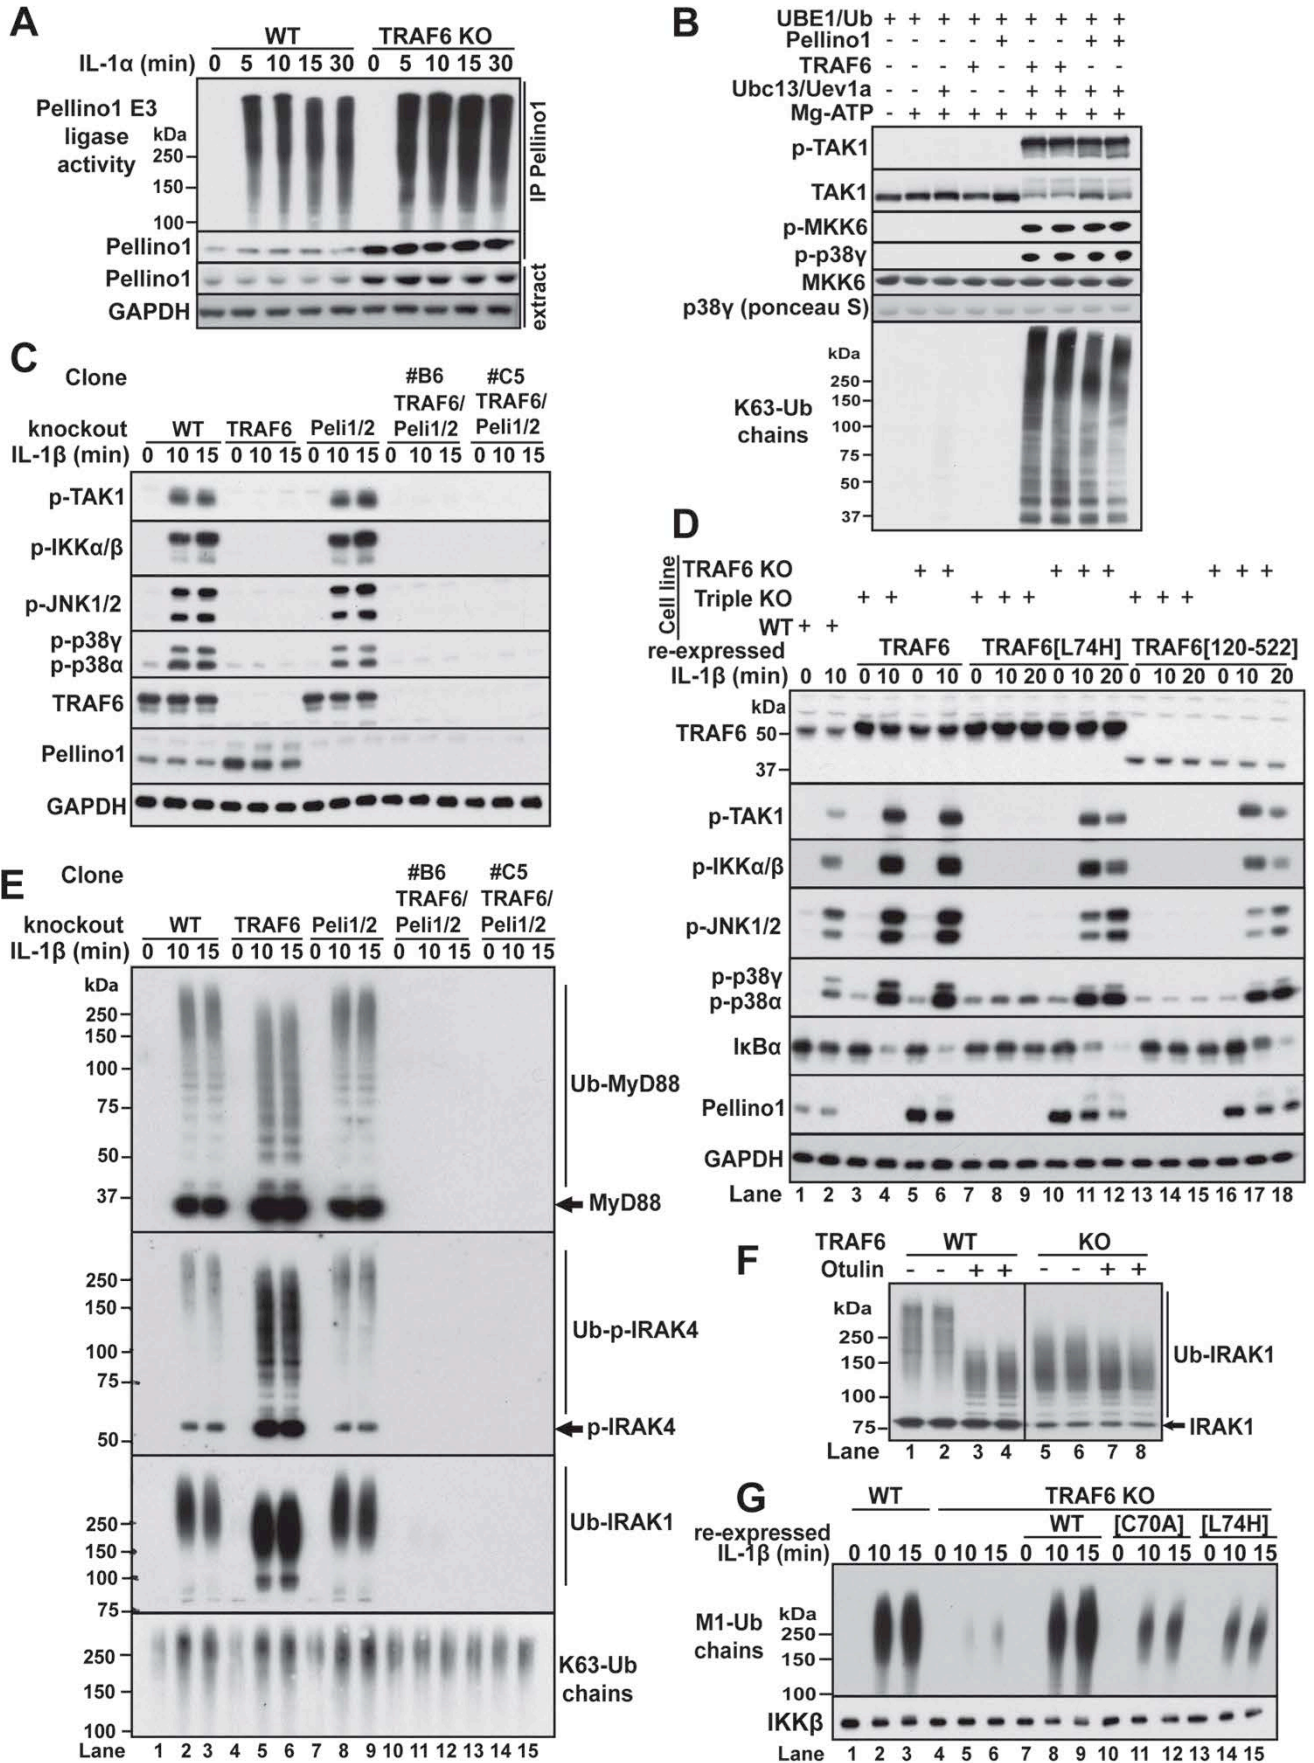 A
WT TRAF6 KO
IL-1α (min) 0 5 10 15 30 0 5 10 15 30
Pellino1 E3
ligase
activity
kDa
250
150
100
IP Pellino1
Pellino1
Pellino1
GAPDH
extract
B
UBE1/Ub + + + + + + + + +
Pellino1 - - - - + - - + +
TRAF6 - - - + - + + - -
Ubc13/Uev1a - - + - - + + + +
Mg-ATP - + + + + + + + +
p-TAK1
TAK1
p-MKK6
p-p38γ
MKK6
p38γ (ponceau S)
K63-Ub
chains
kDa
250
150
100
75
50
37
C
Clone #B6 #C5
TRAF6/ TRAF6/
knockout WT TRAF6 Peli1/2 Peli1/2 Peli1/2
IL-1β (min) 0 10 15 0 10 15 0 10 15 0 10 15 0 10 15
p-TAK1
p-IKKα/β
p-JNK1/2
p-p38γ
p-p38α
TRAF6
Pellino1
GAPDH
D
Cell line
TRAF6 KO + + + + + + + +
Triple KO + + + + + + + +
WT + +
re-expressed TRAF6 TRAF6[L74H] TRAF6[120-522]
IL-1β (min) 0 10 0 10 0 10 0 10 20 0 10 20 0 10 20 0 10 20
kDa
TRAF6 50
37
p-TAK1
p-IKKα/β
p-JNK1/2
p-p38γ
p-p38α
IκBα
Pellino1
GAPDH
Lane 1 2 3 4 5 6 7 8 9 10 11 12 13 14 15 16 17 18
E
Clone #B6 #C5
TRAF6/ TRAF6/
knockout WT TRAF6 Peli1/2 Peli1/2 Peli1/2
IL-1β (min) 0 10 15 0 10 15 0 10 15 0 10 15 0 10 15
kDa
250
150
100
75
50
37
Ub-MyD88
MyD88
250
150
100
75
50
Ub-p-IRAK4
p-IRAK4
250
150
100
75
Ub-IRAK1
250
150
100
K63-Ub
chains
Lane 1 2 3 4 5 6 7 8 9 10 11 12 13 14 15
F
TRAF6 WT KO
Otulin - - + + - - + +
kDa
250
150
100
75
Ub-IRAK1
IRAK1
Lane 1 2 3 4 5 6 7 8
G
WT TRAF6 KO
re-expressed WT [C70A] [L74H]
IL-1β (min) 0 10 15 0 10 15 0 10 15 0 10 15 0 10 15
M1-Ub
chains
kDa
250
150
100
IKKβ
Lane 1 2 3 4 5 6 7 8 9 10 11 12 13 14 15